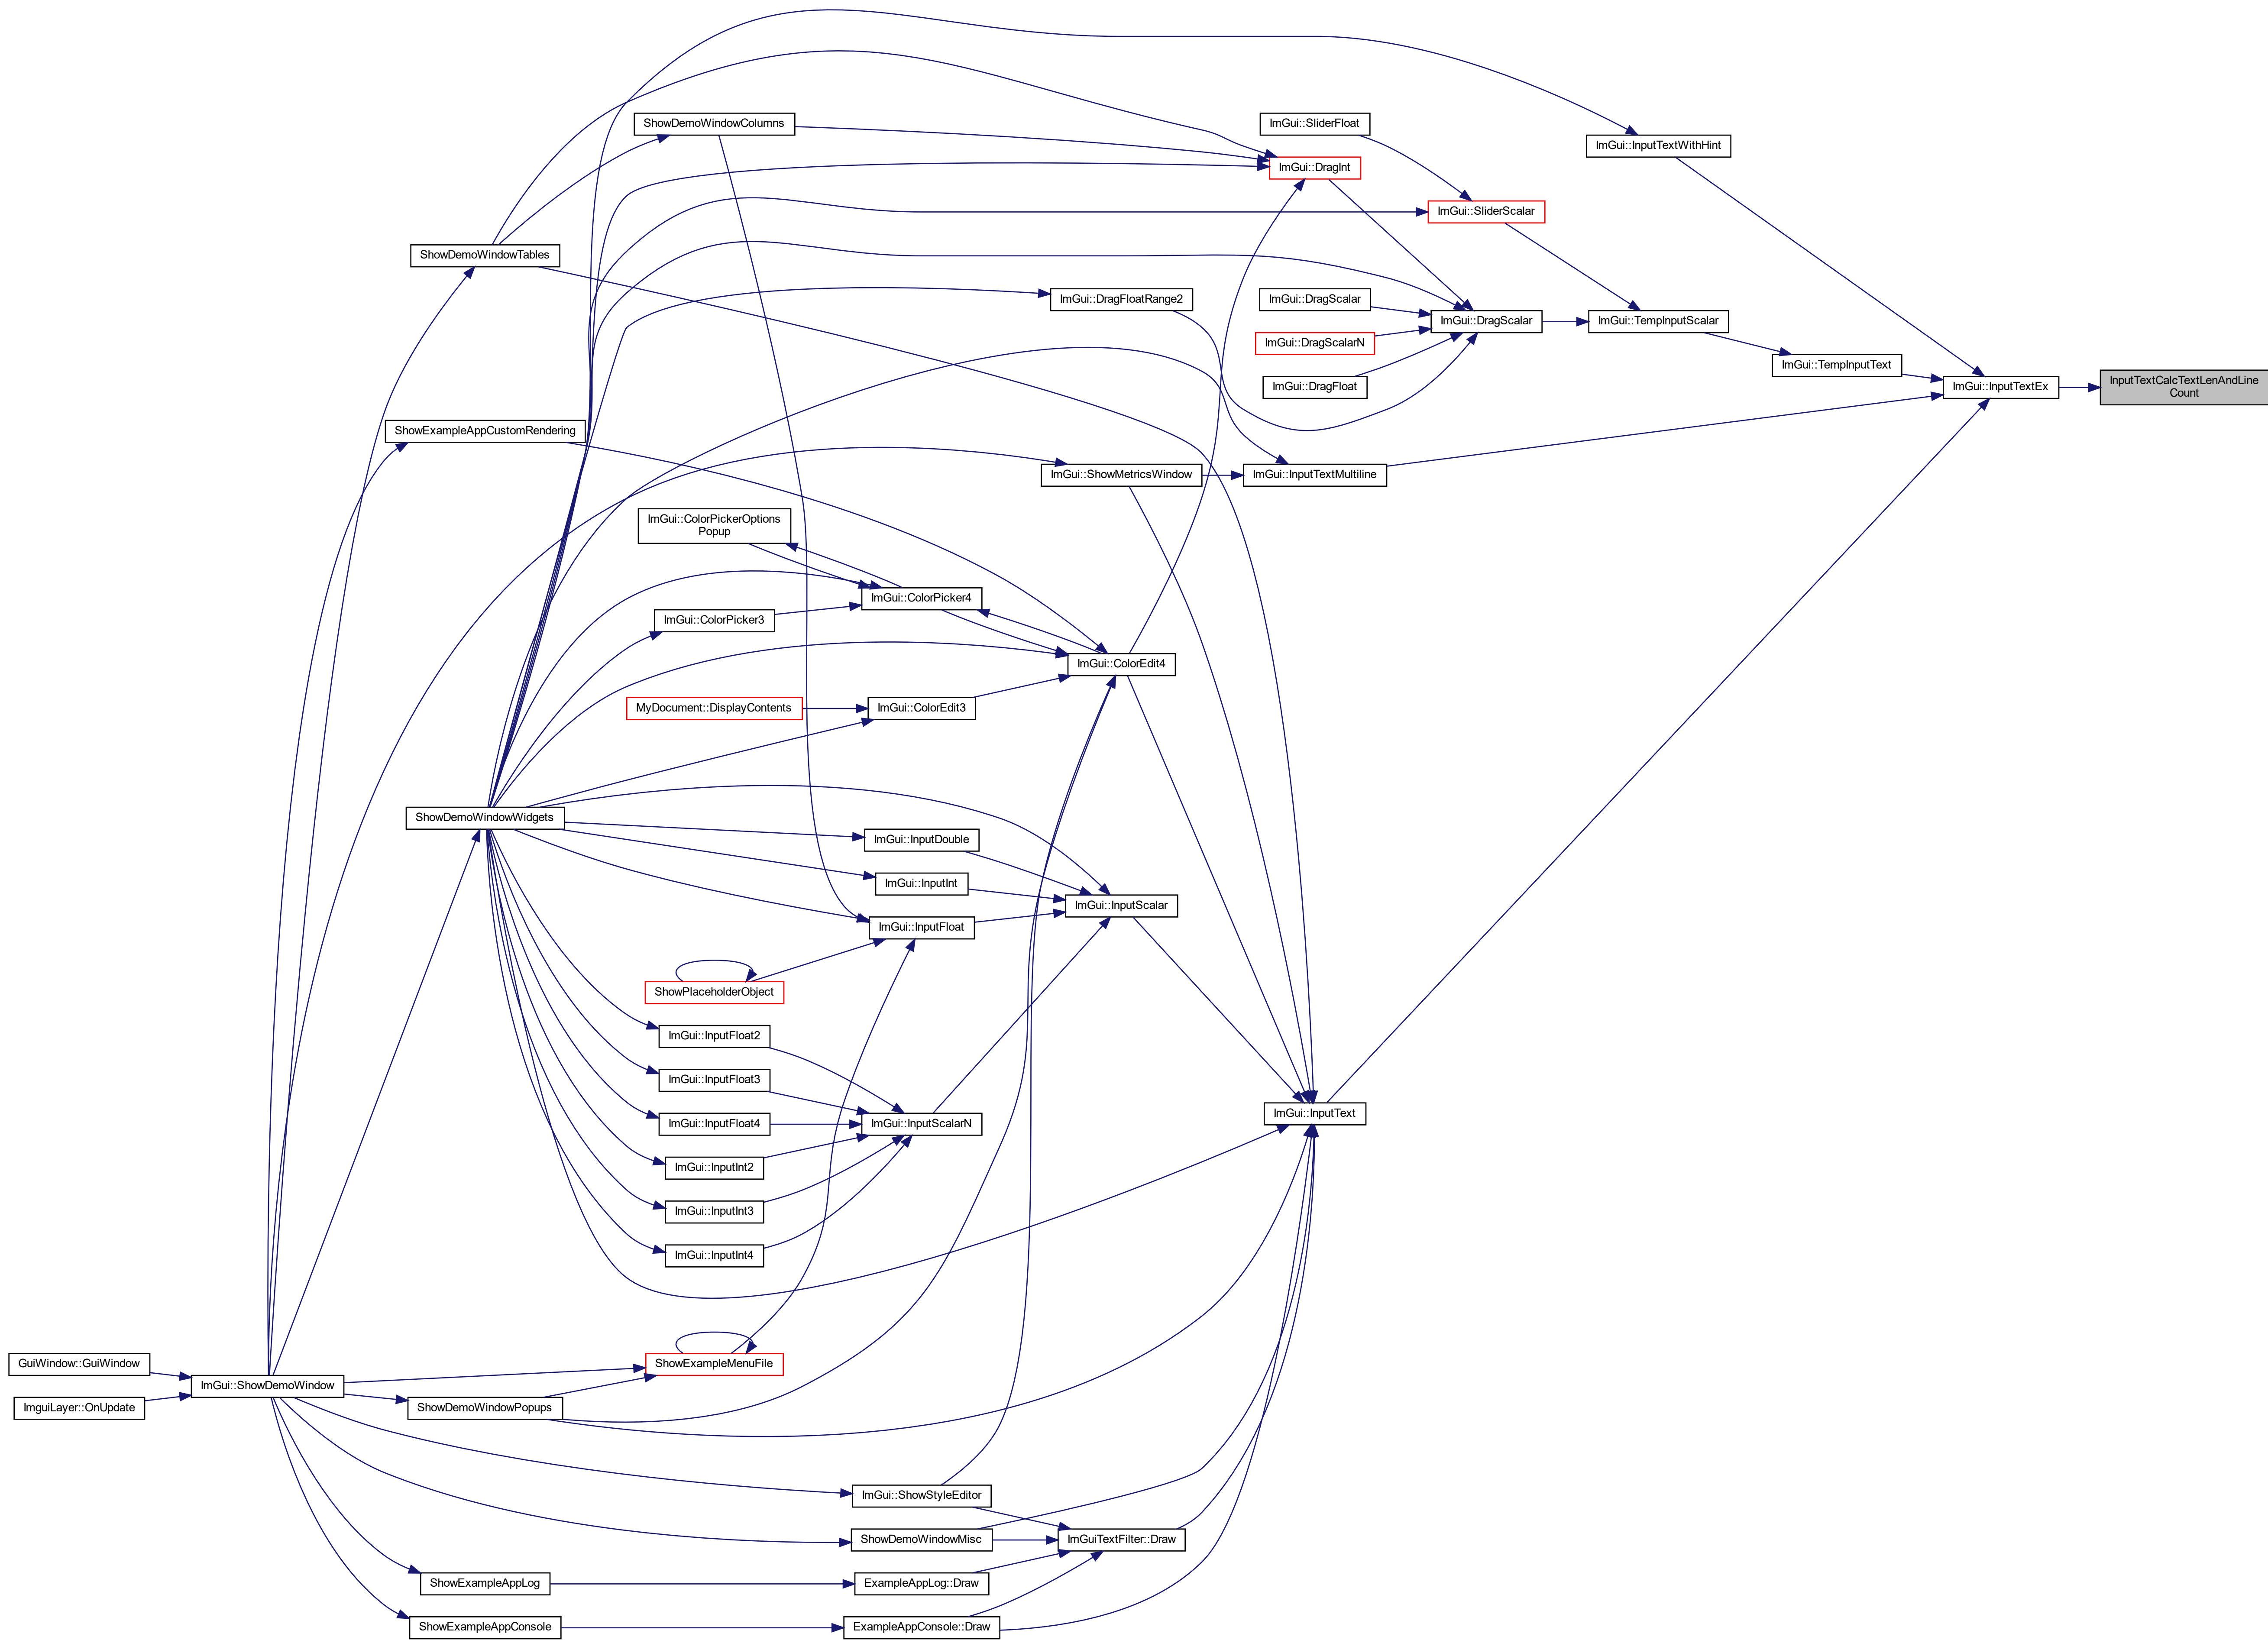 ShowDemoWindowColumns
ImGui::SliderFloat
ImGui::InputTextWithHint
ImGui::DragInt
ImGui::SliderScalar
ShowDemoWindowTables
ImGui::DragFloatRange2
ImGui::DragScalar
ImGui::DragScalar
ImGui::TempInputScalar
ImGui::DragScalarN
ImGui::TempInputText
ImGui::DragFloat
ImGui::InputTextEx
InputTextCalcTextLenAndLine
Count
ShowExampleAppCustomRendering
ImGui::ShowMetricsWindow
ImGui::InputTextMultiline
ImGui::ColorPickerOptions
Popup
ImGui::ColorPicker4
ImGui::ColorPicker3
ImGui::ColorEdit4
MyDocument::DisplayContents
ImGui::ColorEdit3
ShowDemoWindowWidgets
ImGui::InputDouble
ImGui::InputInt
ImGui::InputScalar
ImGui::InputFloat
ShowPlaceholderObject
ImGui::InputFloat2
ImGui::InputFloat3
ImGui::InputText
ImGui::InputFloat4
ImGui::InputScalarN
ImGui::InputInt2
ImGui::InputInt3
ImGui::InputInt4
GuiWindow::GuiWindow
ShowExampleMenuFile
ImGui::ShowDemoWindow
ImguiLayer::OnUpdate
ShowDemoWindowPopups
ImGui::ShowStyleEditor
ShowDemoWindowMisc
ImGuiTextFilter::Draw
ShowExampleAppLog
ExampleAppLog::Draw
ShowExampleAppConsole
ExampleAppConsole::Draw